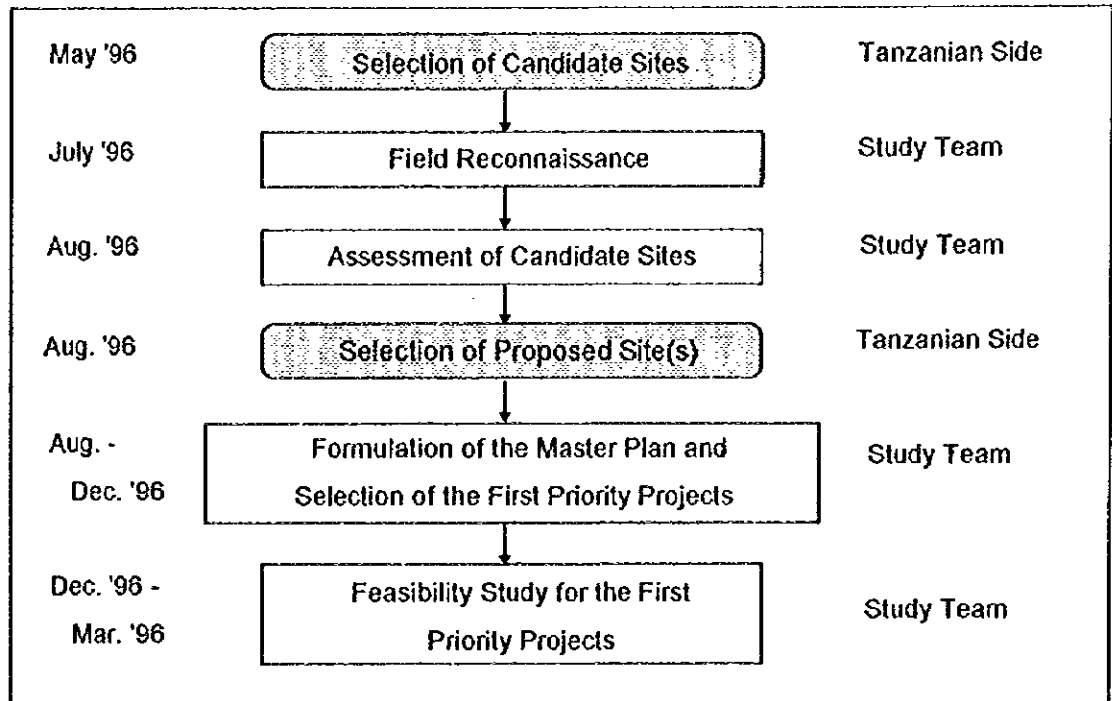 May '96 Selection of Candidate Sites Tanzanian Side
July '96 Field Reconnaissance Study Team
Aug. '96 Assessment of Candidate Sites Study Team
Aug. '96 Selection of Proposed Site(s) Tanzanian Side
Aug. - Formulation of the Master Plan and Study Team
Dec. '96 Selection of the First Priority Projects
Dec. '96 - Feasibility Study for the First Study Team
Mar. '96 Priority Projects